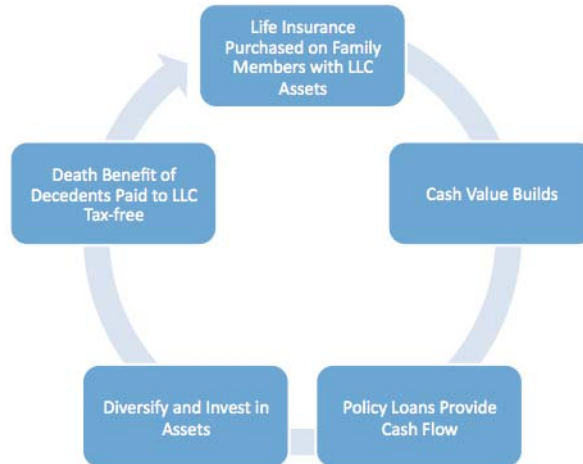 Life Insurance
Purchased on Family
Members with LLC
Assets
Cash Value Builds
Policy Loans Provide
Cash Flow
Diversify and Invest in
Assets
Death Benefit of
Decedents Paid to LLC
Tax-free